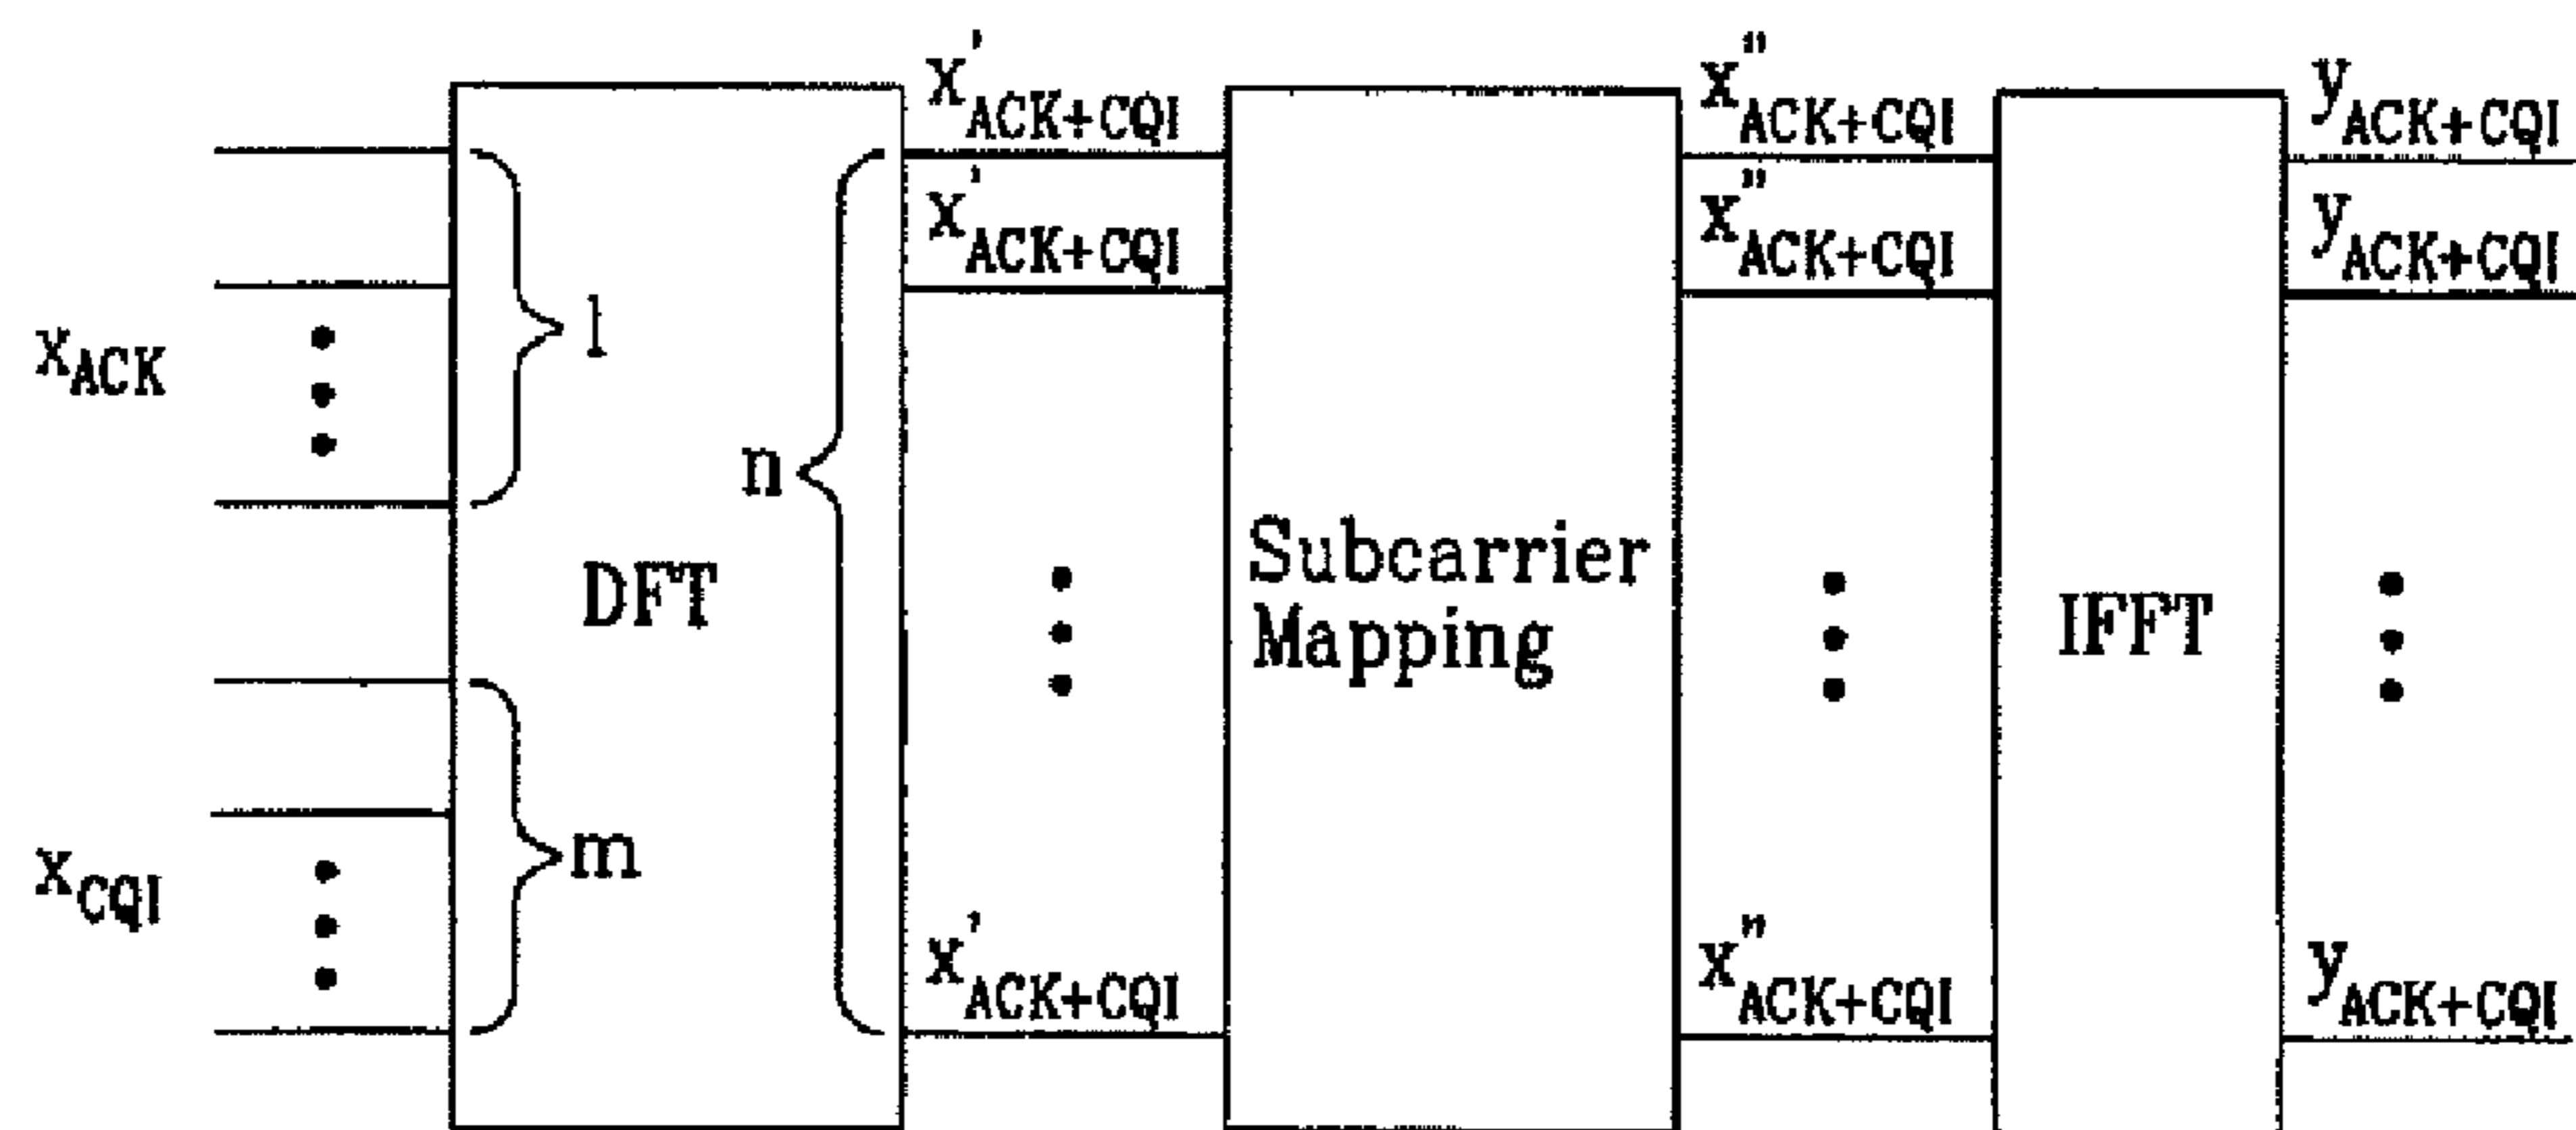 x'ACK+CQI
x"ACK+CQI
yACK+CQI
x'ACK+CQI
x"ACK+CQI
yACK+CQI
xACK
l
n
DFT
Subcarrier
Mapping
IFFT
xCQI
m
x'ACK+CQI
x"ACK+CQI
yACK+CQI